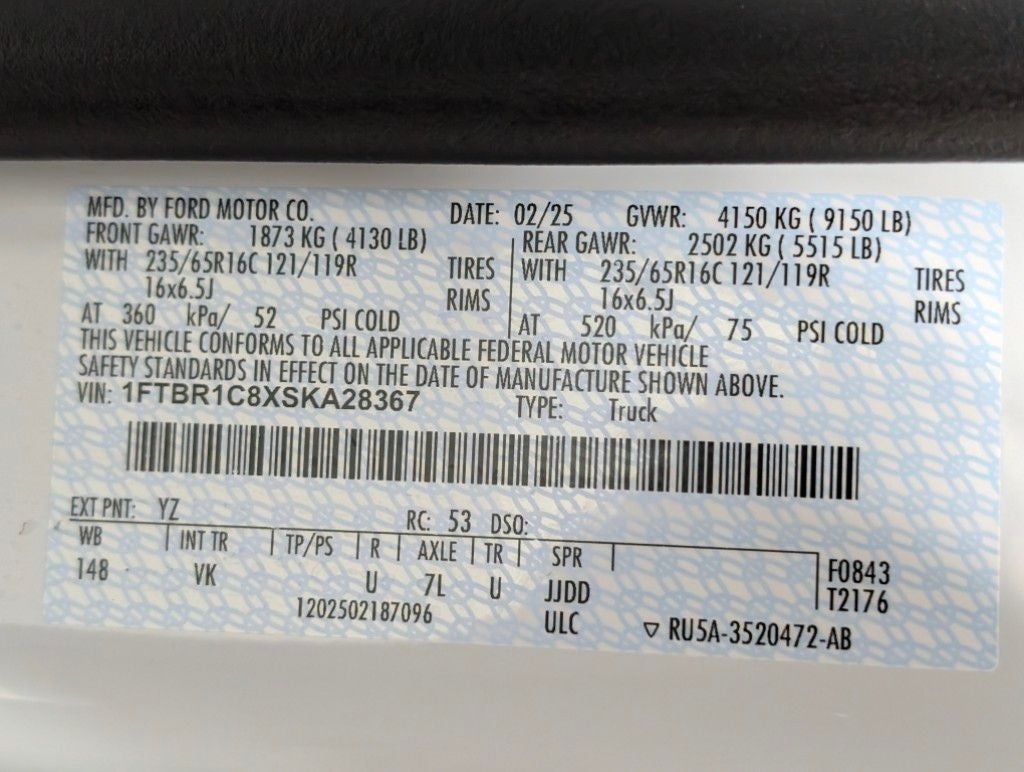 MFD. BY FORD MOTOR CO. DATE: 02/25 GVWR: 4150 KG ( 9150 LB)
FRONT GAWR: 1873 KG ( 4130 LB) REAR GAWR: 2502 KG ( 5515 LB)
WITH 235/65R16C 121/119R TIRES WITH 235/65R16C 121/119R TIRES
16x6.5J RIMS 16x6.5J RIMS
AT 360 kPa/ 52 PSI COLD AT 520 kPa/ 75 PSI COLD
THIS VEHICLE CONFORMS TO ALL APPLICABLE FEDERAL MOTOR VEHICLE
SAFETY STANDARDS IN EFFECT ON THE DATE OF MANUFACTURE SHOWN ABOVE.
VIN: 1FTBR1C8XSKA28367 TYPE: Truck
EXT PNT: YZ RC: 53 DSO:
WB INT TR TP/PS R AXLE TR SPR F0843
148 VK U 7L U JJDD T2176
1202502187096 ULC ▽ RU5A-3520472-AB